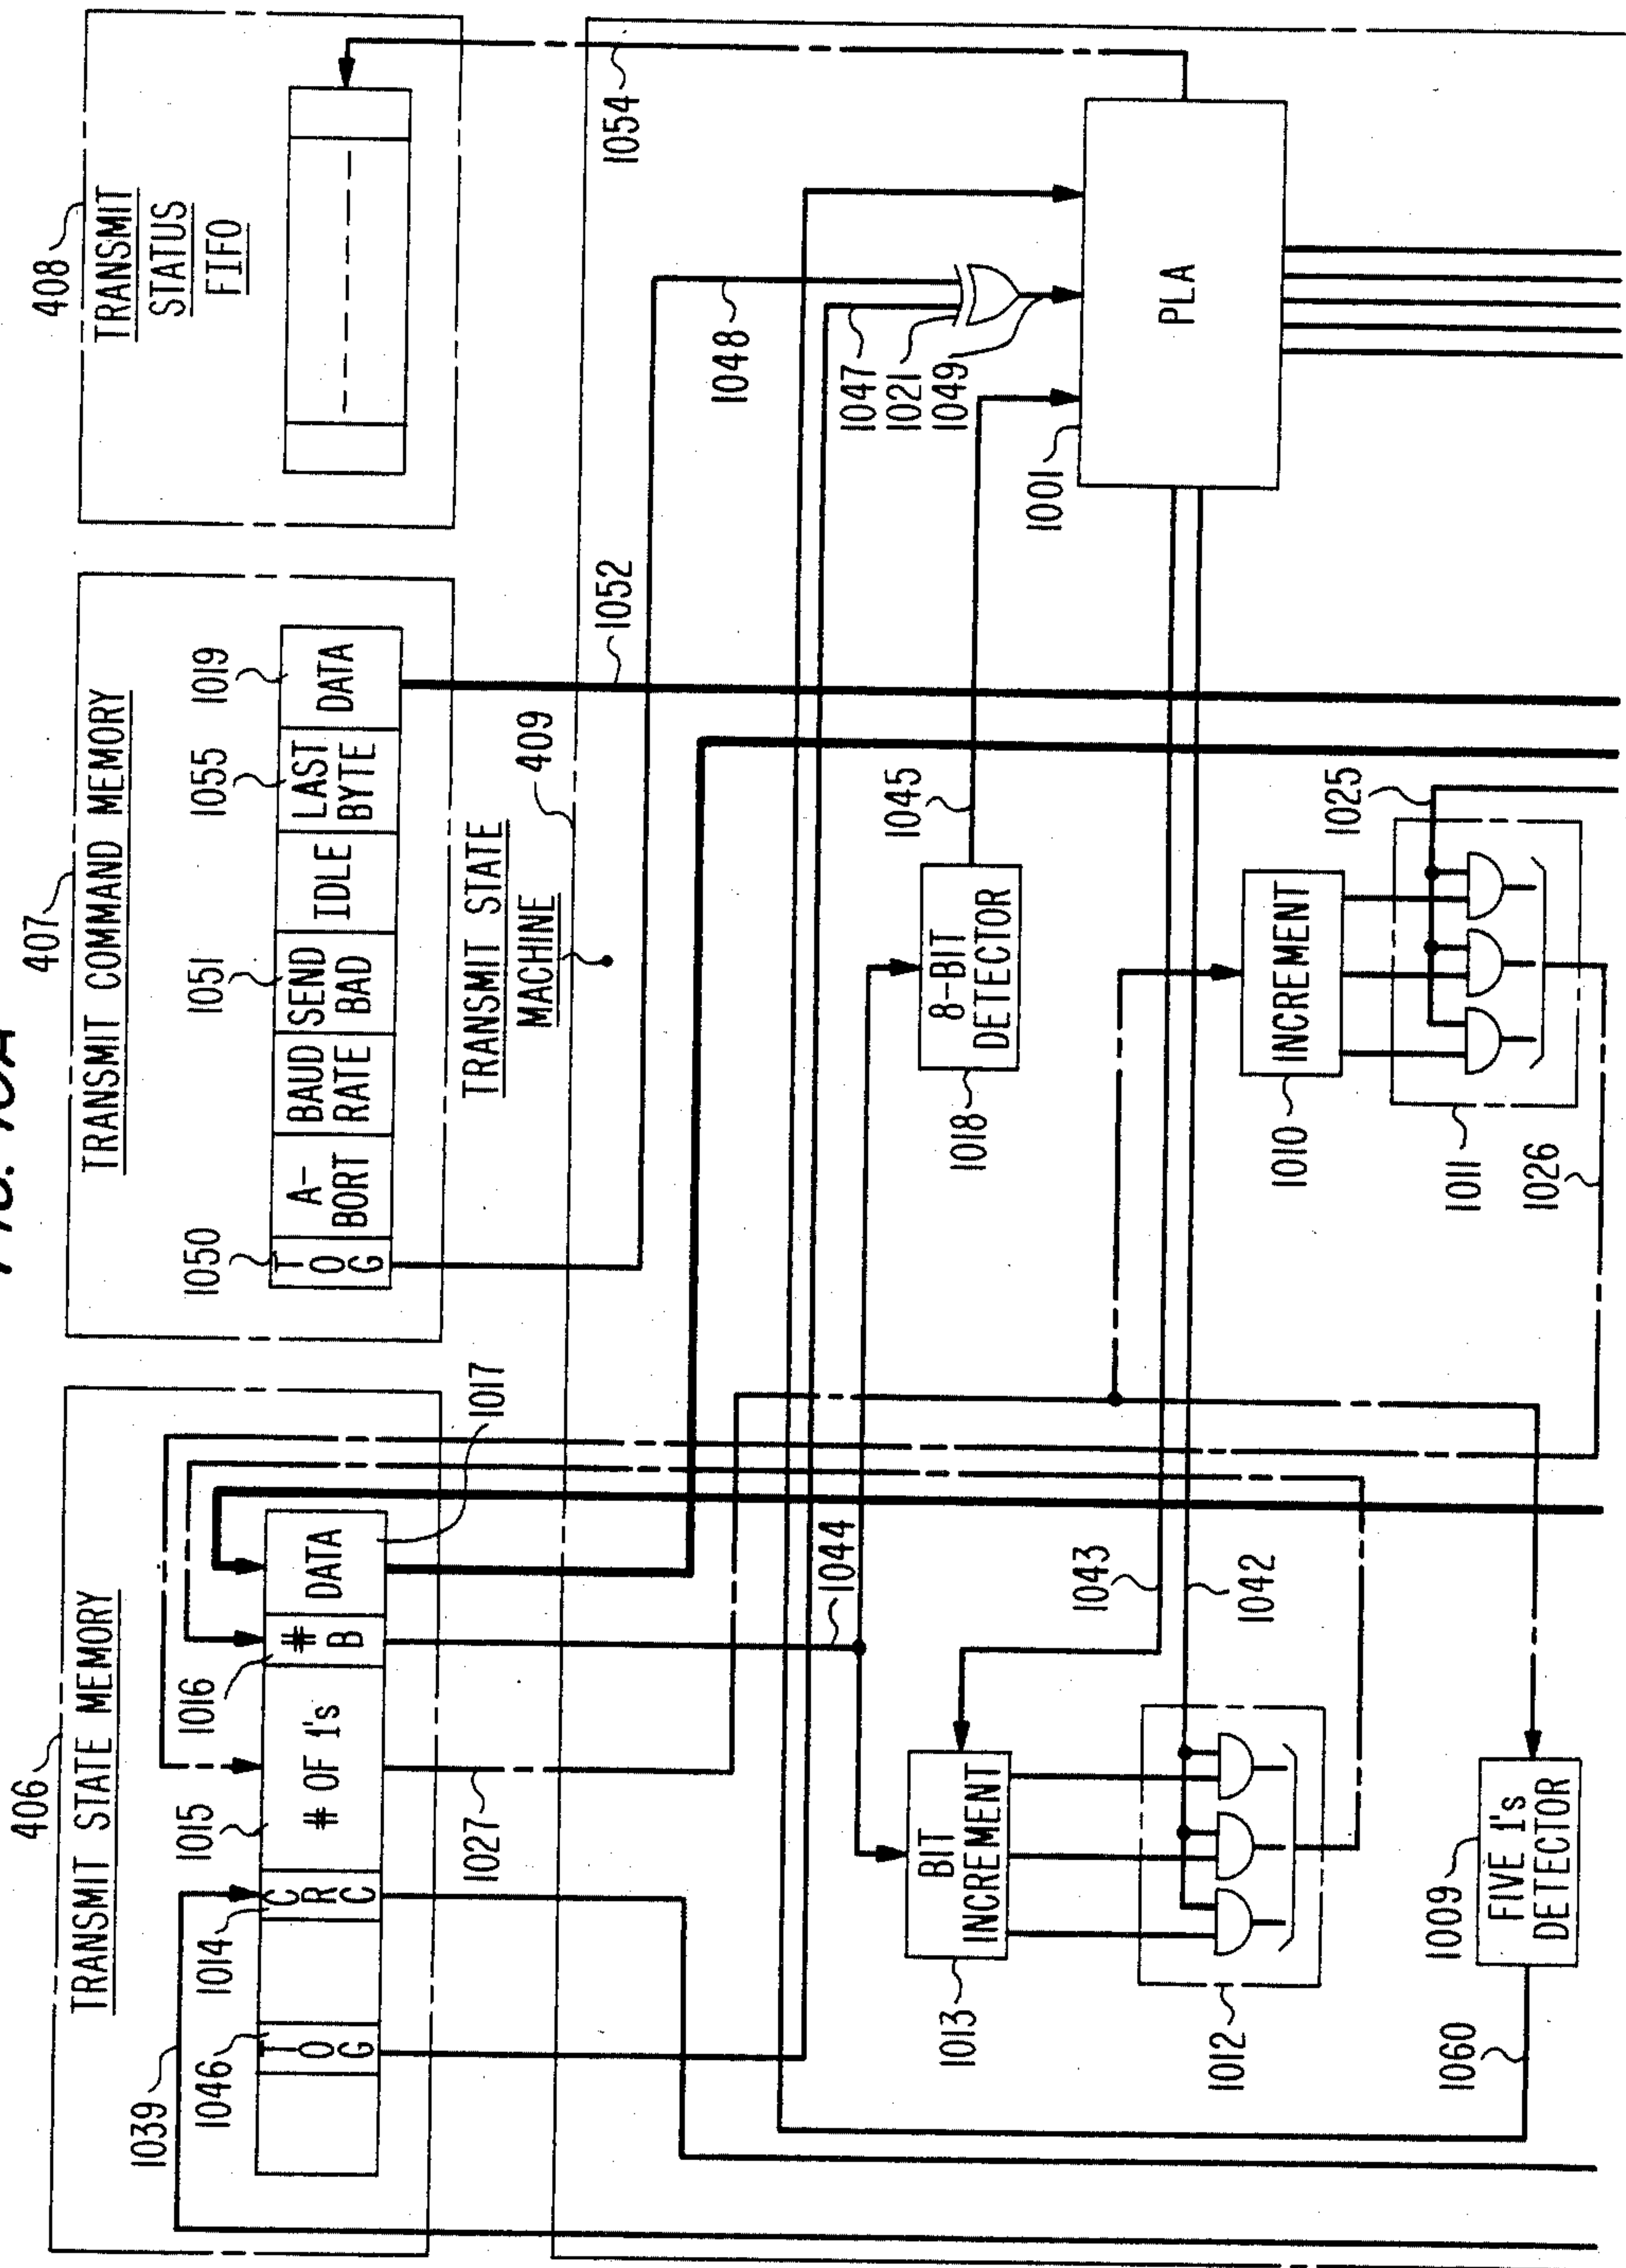 FIG. 10A
406
TRANSMIT STATE MEMORY
1039
1046
T
O
G
1014
C
R
C
1015
# OF 1's
1016
#
B
DATA
1017
1027
1044
407
TRANSMIT COMMAND MEMORY
1050
T
O
G
A-
BORT
BAUD
RATE
1051
SEND
BAD
IDLE
1055
LAST
BYTE
1019
DATA
1052
408
TRANSMIT
STATUS
FIFO
1054
TRANSMIT STATE
MACHINE
409
1048
1047
1021
1049
1045
8-BIT
DETECTOR
1018
1001
PLA
1043
1042
BIT
INCREMENT
1013
1012
INCREMENT
1010
1011
1025
1026
1009
FIVE 1's
DETECTOR
1060